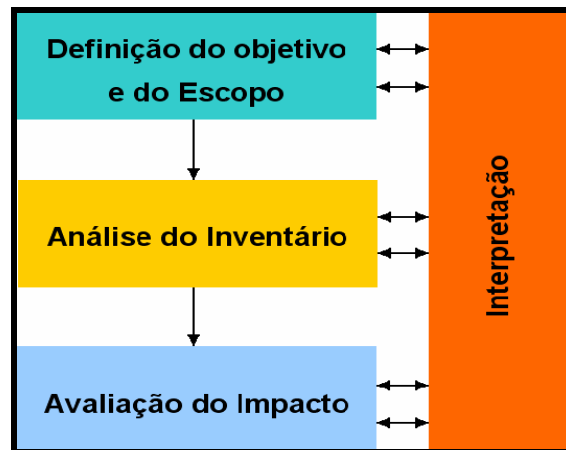 Definição do objetivo
e do Escopo
Análise do Inventário
Avaliação do Impacto
Interpretação